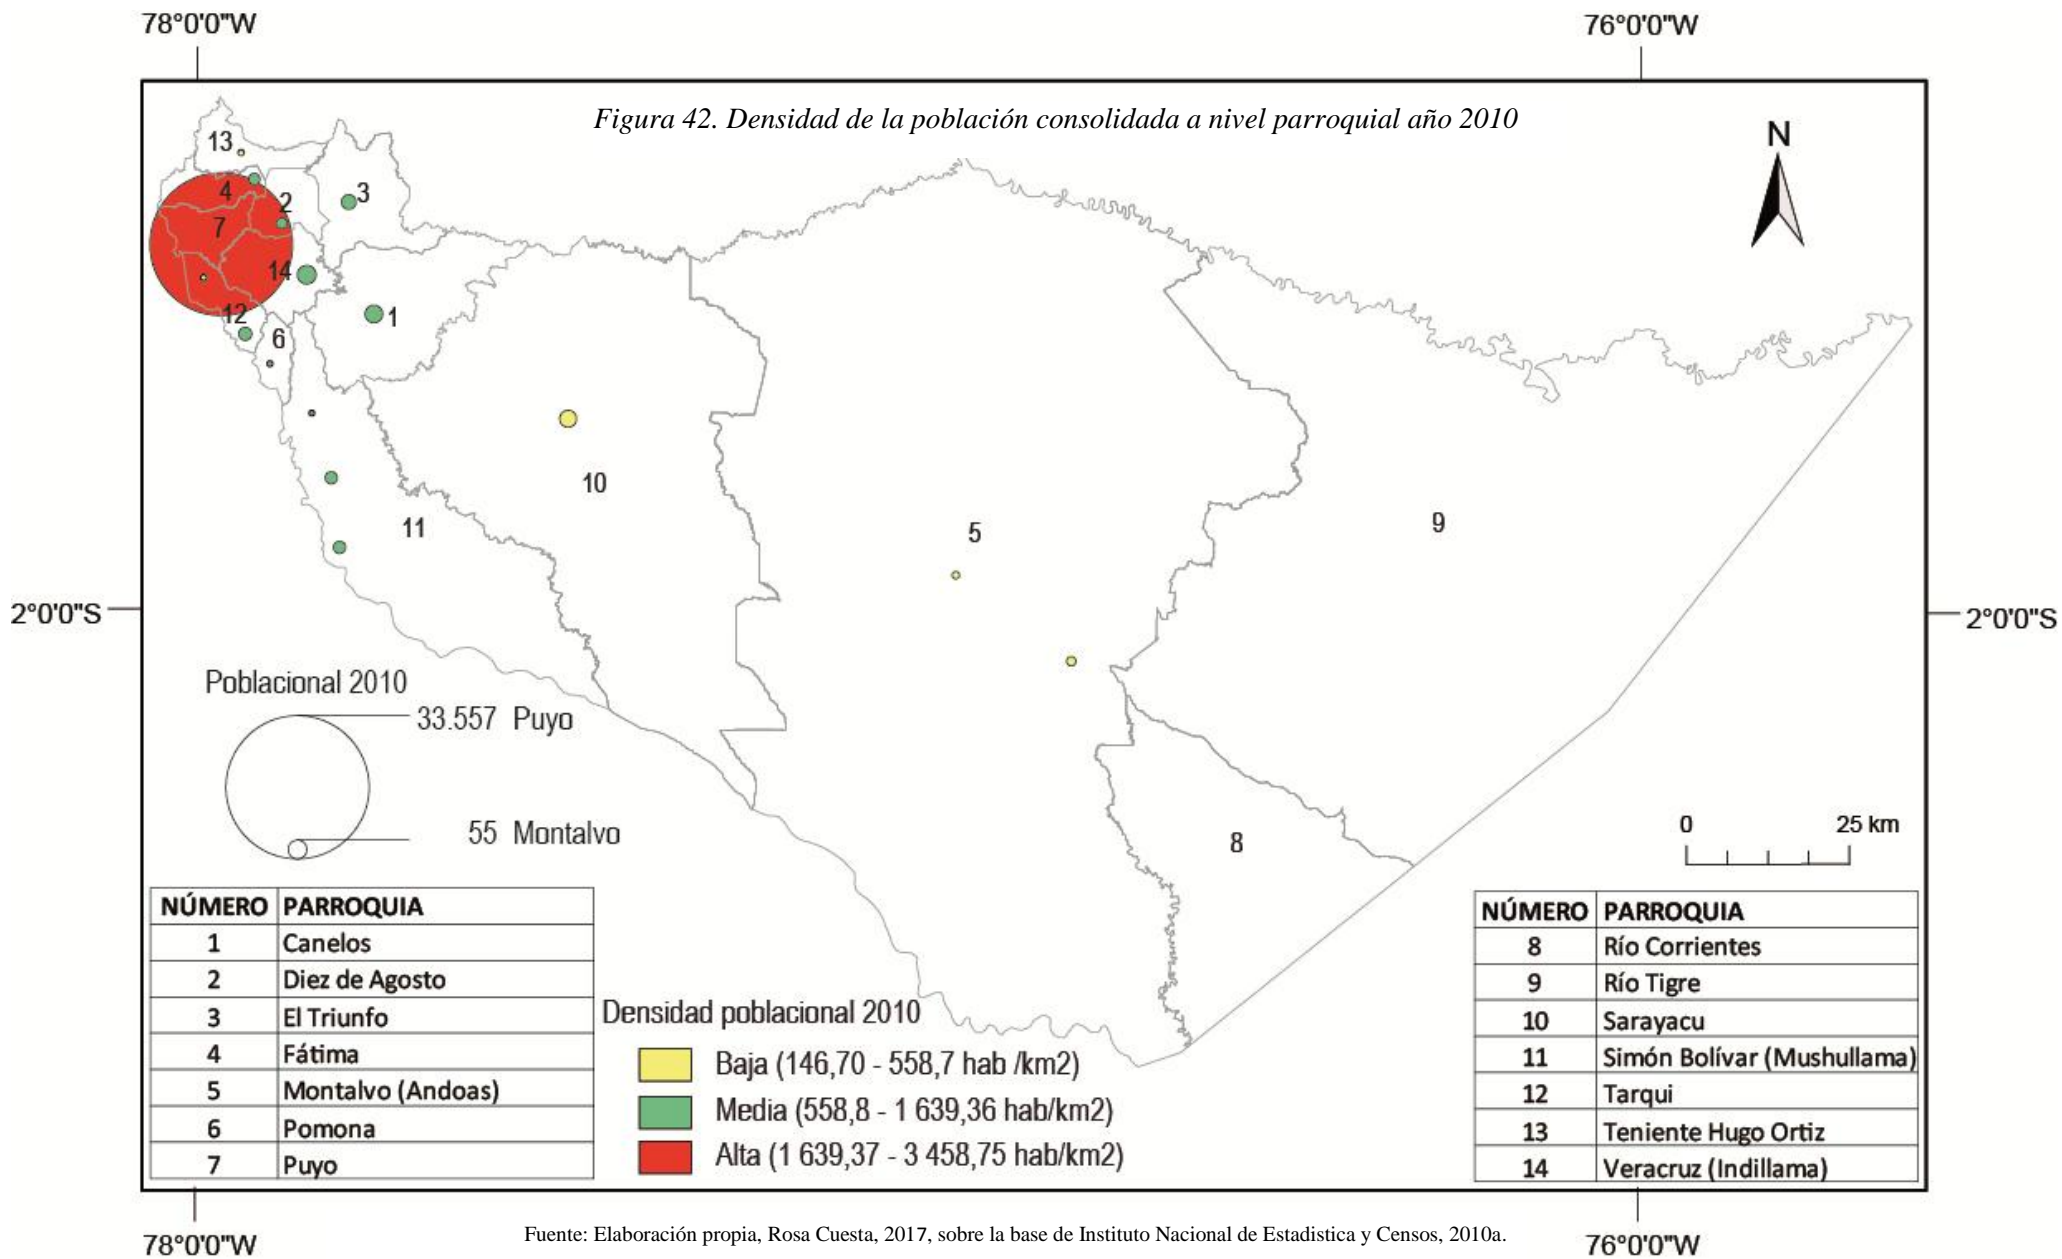 78°0'0"W
76°0'0"W
Figura 42. Densidad de la población consolidada a nivel parroquial año 2010
N
13
4
2
3
7
14
12
1
6
10
11
5
9
8
2°0'0"S
2°0'0"S
Poblacional 2010
33.557 Puyo
55 Montalvo
0 25 km
NÚMERO PARROQUIA
1 Canelos
2 Diez de Agosto
3 El Triunfo
4 Fátima
5 Montalvo (Andoas)
6 Pomona
7 Puyo
Densidad poblacional 2010
Baja (146,70 - 558,7 hab /km2)
Media (558,8 - 1 639,36 hab/km2)
Alta (1 639,37 - 3 458,75 hab/km2)
NÚMERO PARROQUIA
8 Río Corrientes
9 Río Tigre
10 Sarayacu
11 Simón Bolívar (Mushullama)
12 Tarqui
13 Teniente Hugo Ortiz
14 Veracruz (Indillama)
78°0'0"W
Fuente: Elaboración propia, Rosa Cuesta, 2017, sobre la base de Instituto Nacional de Estadistica y Censos, 2010a.
76°0'0"W